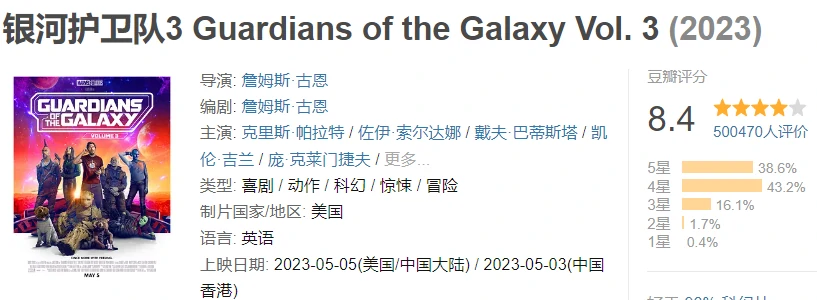 银河护卫队3 Guardians of the Galaxy Vol. 3 (2023)
GUARDIANS
OF THE GALAXY
VOLUME 3
ONCE MORE WITH FEELING
MAY 5
导演: 詹姆斯·古恩
编剧: 詹姆斯·古恩
主演: 克里斯·帕拉特 / 佐伊·索尔达娜 / 戴夫·巴蒂斯塔 / 凯
伦·吉兰 / 庞·克莱门捷夫 / 更多...
类型: 喜剧 / 动作 / 科幻 / 惊悚 / 冒险
制片国家/地区: 美国
语言: 英语
上映日期: 2023-05-05(美国/中国大陆) / 2023-05-03(中国
香港)
豆瓣评分
8.4
500470人评价
5星 38.6%
4星 43.2%
3星 16.1%
2星 1.7%
1星 0.4%